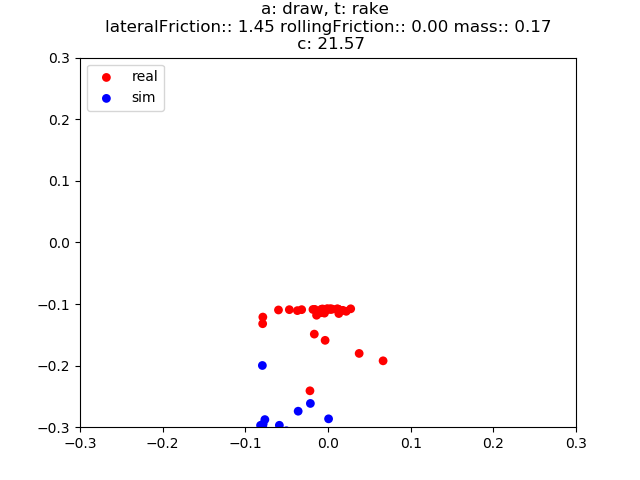 a: draw, t: rake
lateralFriction:: 1.45 rollingFriction:: 0.00 mass:: 0.17
c: 21.57
real
sim
0.3
0.2
0.1
0.0
−0.1
−0.2
−0.3
−0.3
−0.2
−0.1
0.0
0.1
0.2
0.3